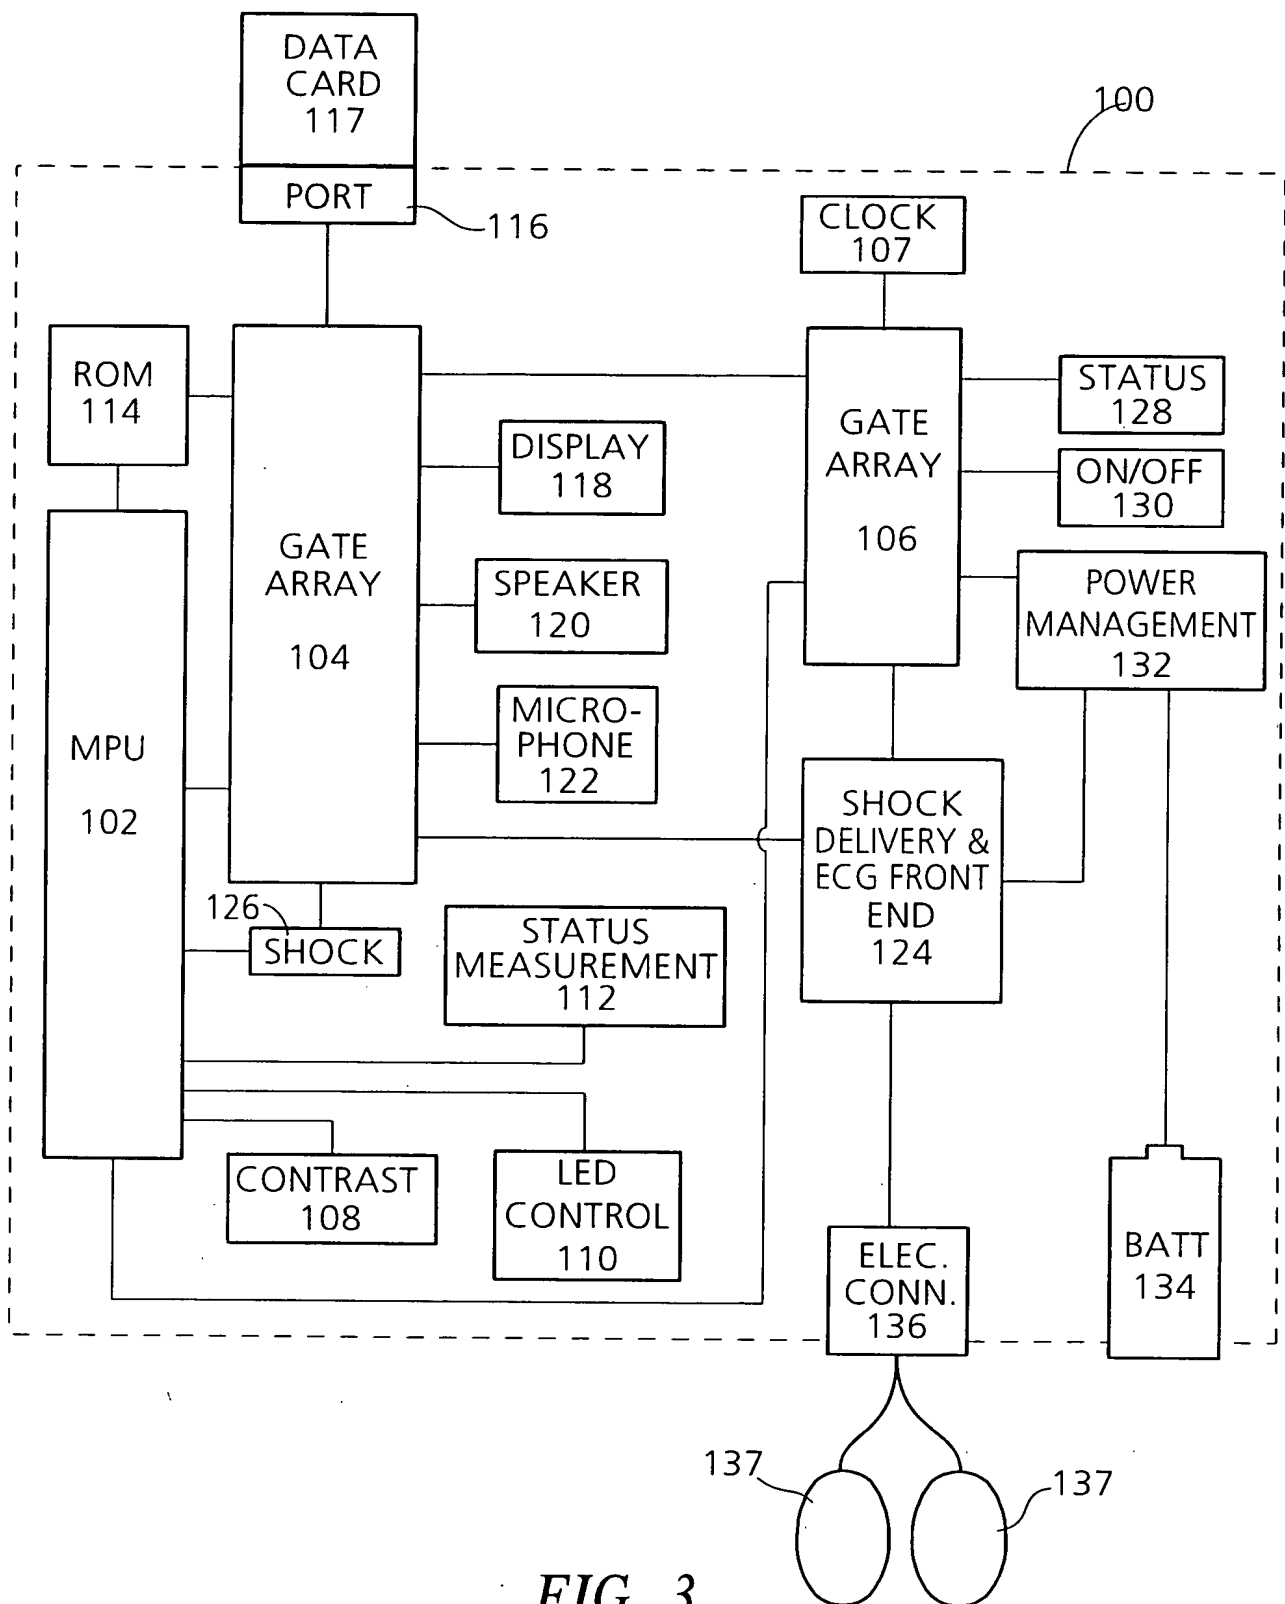 DATA
CARD
117
100
PORT
116
CLOCK
107
ROM
114
GATE
ARRAY
104
GATE
ARRAY
106
STATUS
128
DISPLAY
118
ON/OFF
130
SPEAKER
120
POWER
MANAGEMENT
132
MICRO-
PHONE
122
MPU
102
SHOCK
DELIVERY &
ECG FRONT
END
124
126
SHOCK
STATUS
MEASUREMENT
112
CONTRAST
108
LED
CONTROL
110
ELEC.
CONN.
136
BATT
134
137
137
FIG. 3